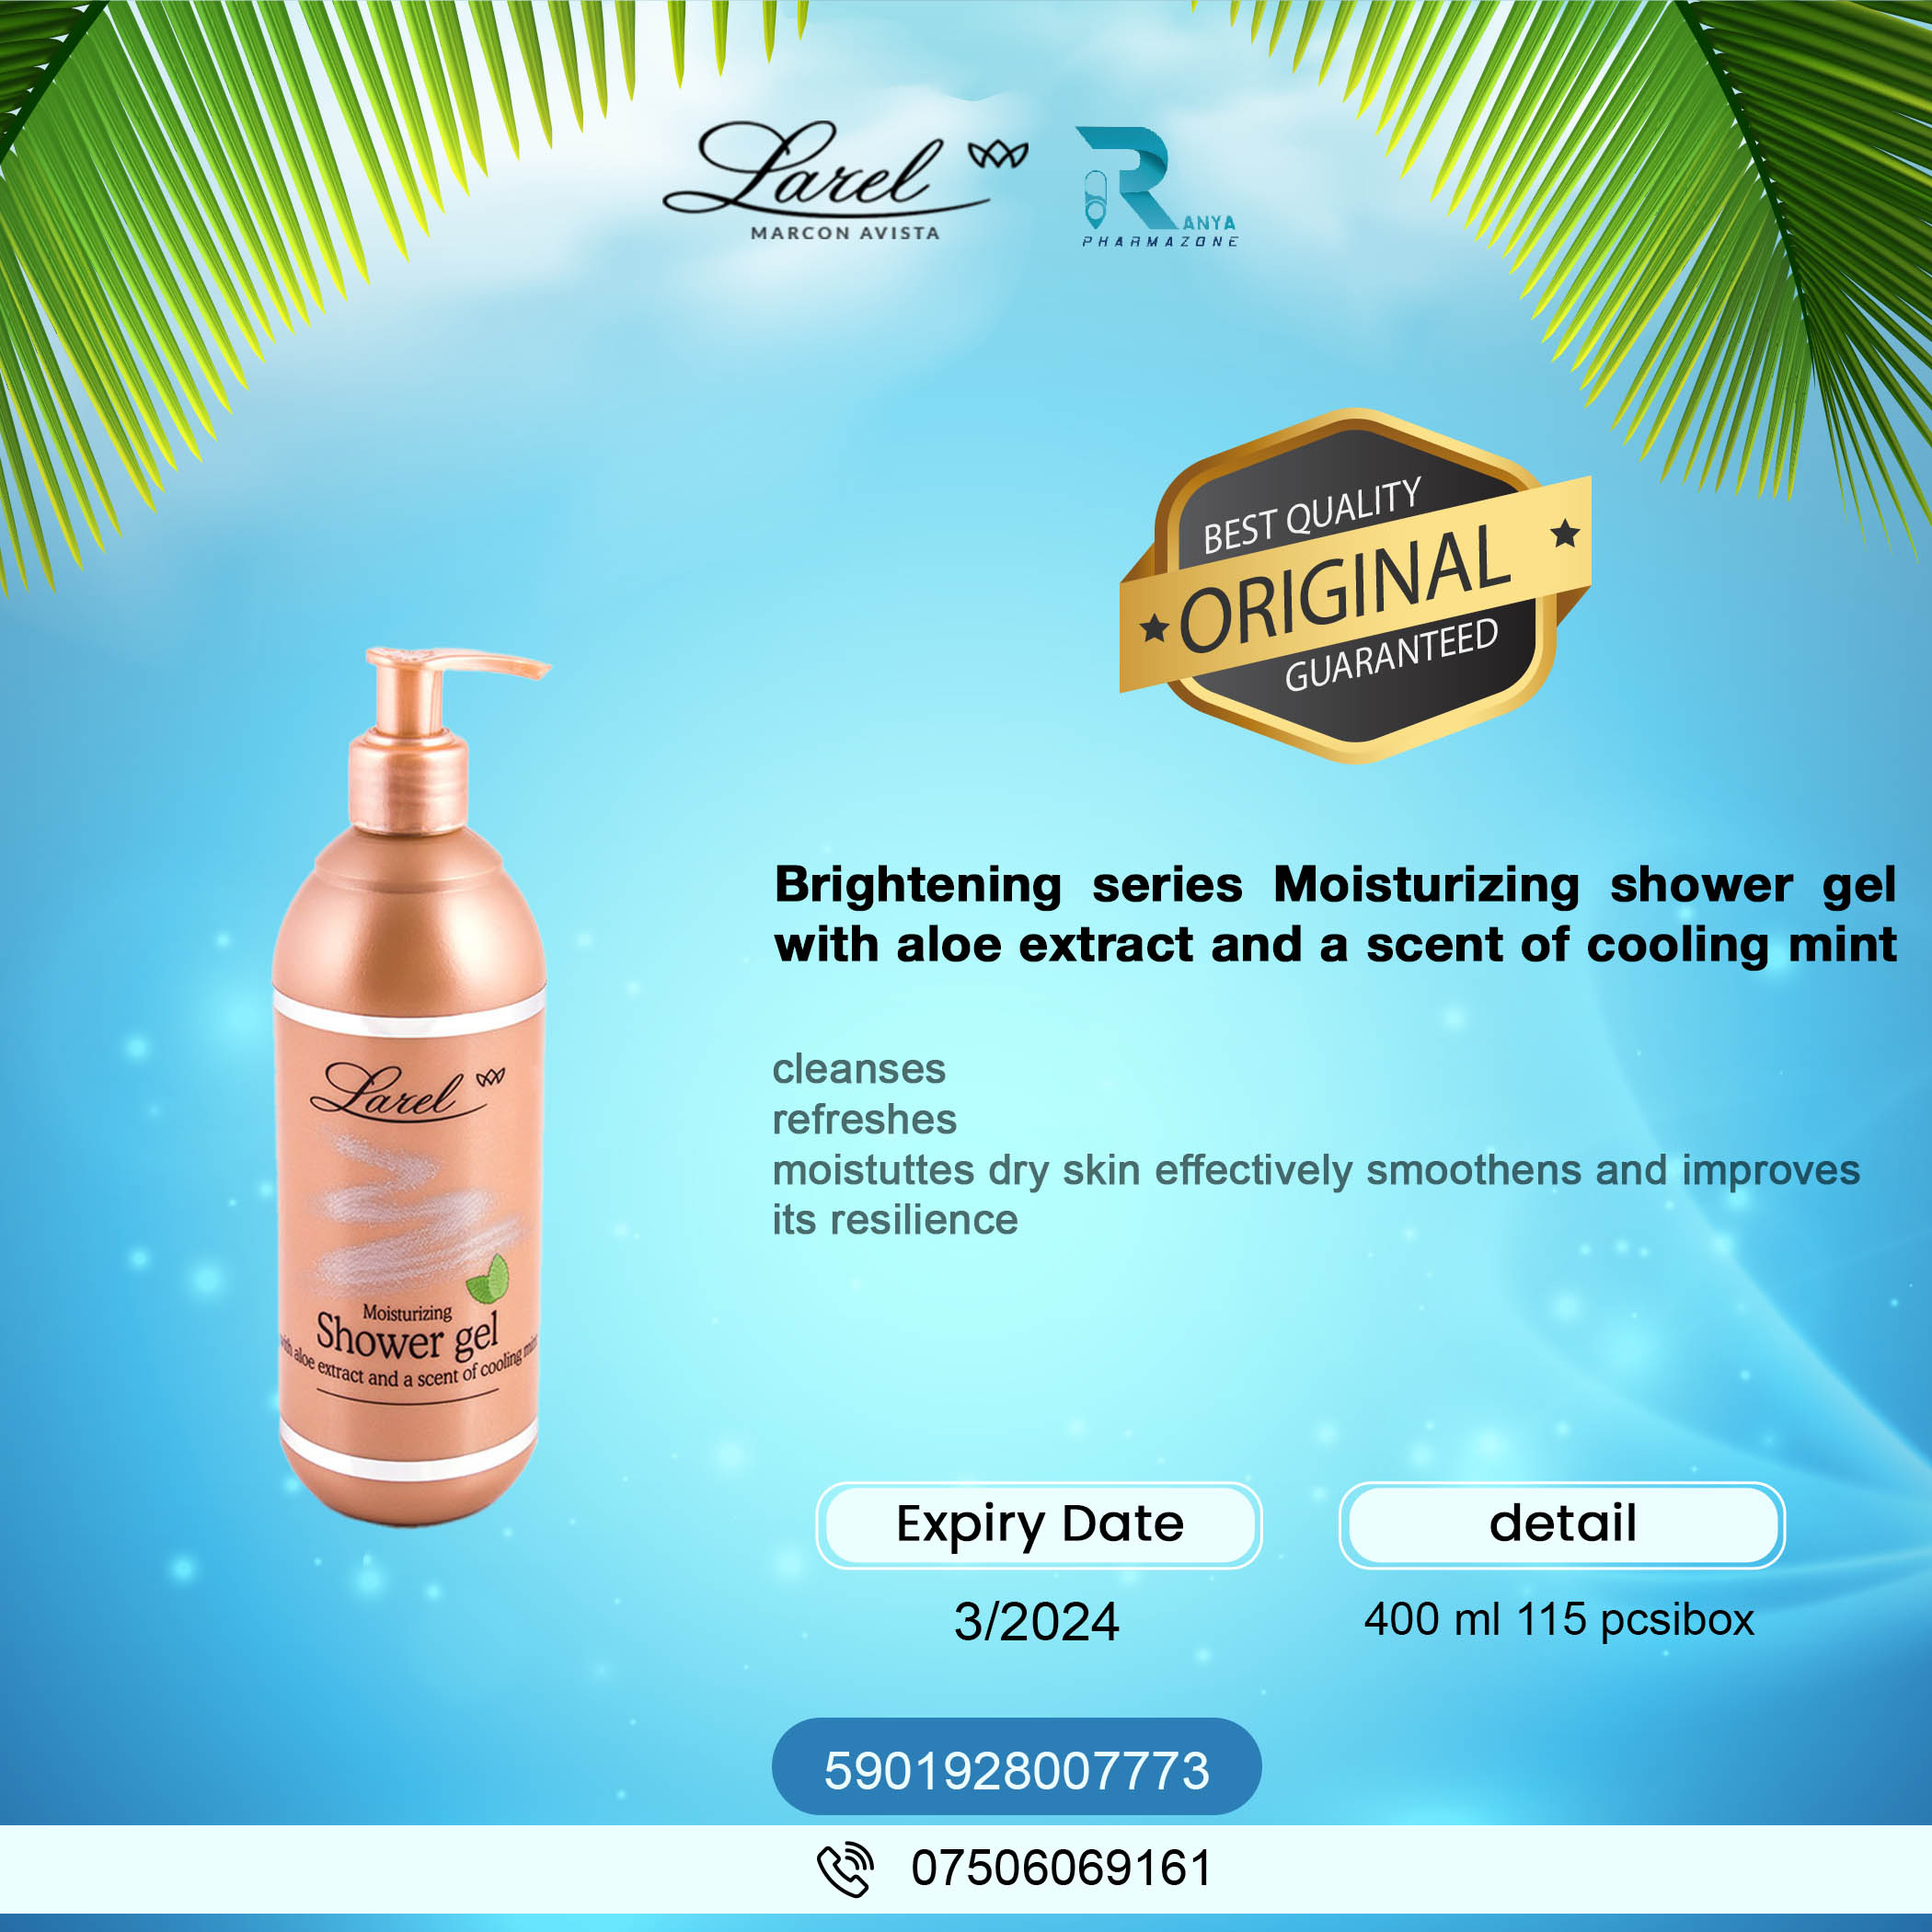 Larel
MARCON AVISTA
RANYA
PHARMAZONE
BEST QUALITY
ORIGINAL
GUARANTEED
Brightening series Moisturizing shower gel
with aloe extract and a scent of cooling mint
cleanses
refreshes
moistuttes dry skin effectively smoothens and improves
its resilience
Larel
Moisturizing
Shower gel
with aloe extract and a scent of cooling mint
Expiry Date
detail
3/2024
400 ml 115 pcsibox
5901928007773
07506069161